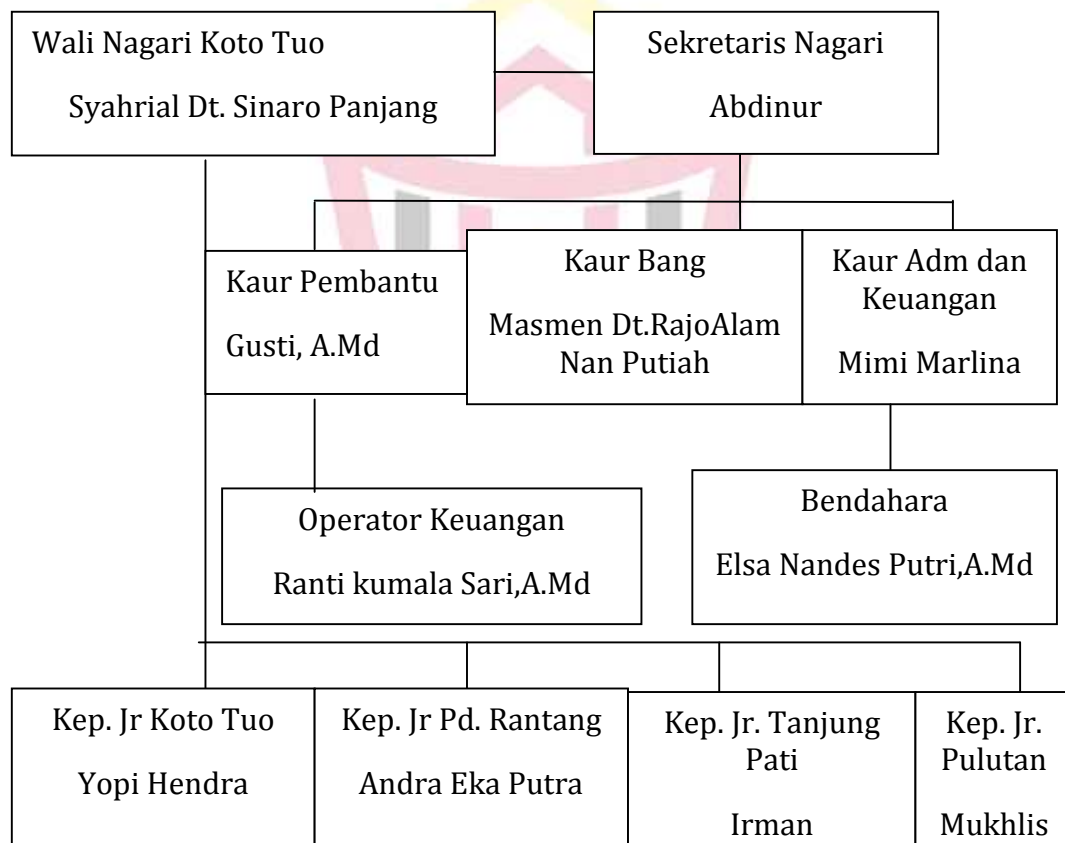 Wali Nagari Koto Tuo
Syahrial Dt. Sinaro Panjang
Sekretaris Nagari
Abdinur
Kaur Pembantu
Gusti, A.Md
Kaur Bang
Masmen Dt.RajoAlam
Nan Putiah
Kaur Adm dan
Keuangan
Mimi Marlina
Operator Keuangan
Ranti kumala Sari,A.Md
Bendahara
Elsa Nandes Putri,A.Md
Kep. Jr Koto Tuo
Yopi Hendra
Kep. Jr Pd. Rantang
Andra Eka Putra
Kep. Jr. Tanjung
Pati
Irman
Kep. Jr.
Pulutan
Mukhlis